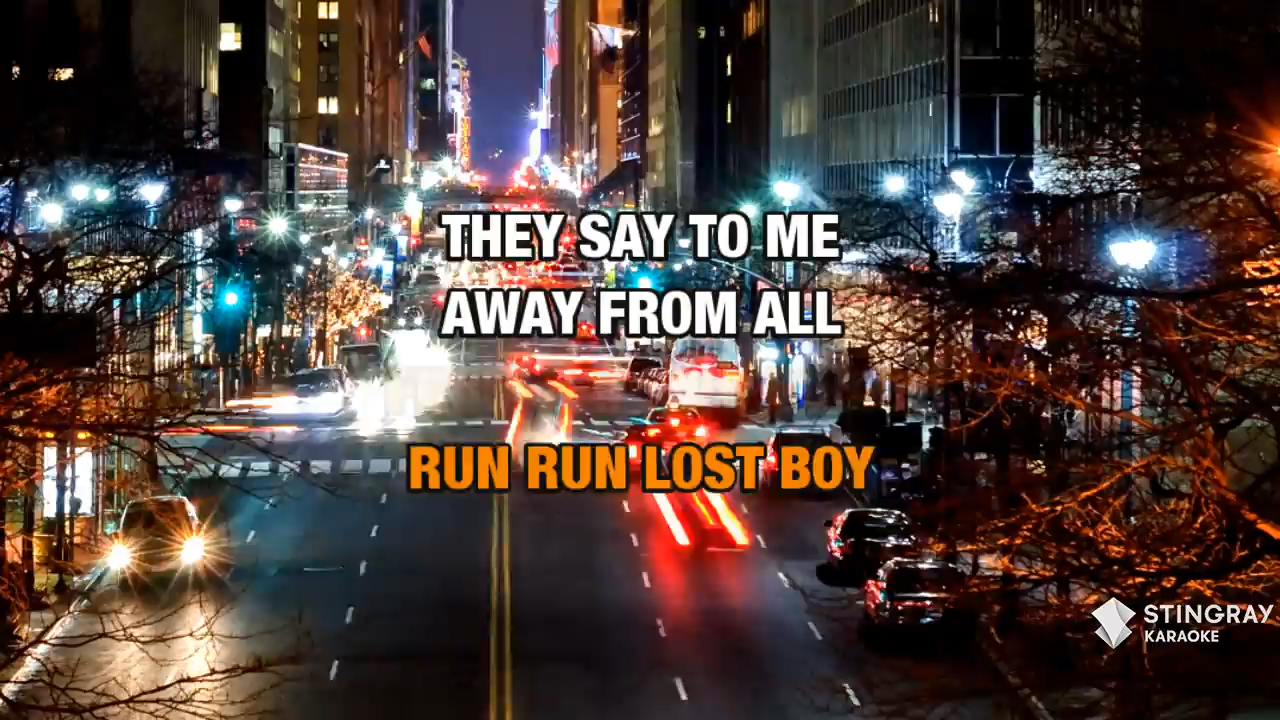 THEY SAY TO ME
AWAY FROM ALL
RUN RUN LOST BOY
STINGRAY
KARAOKE